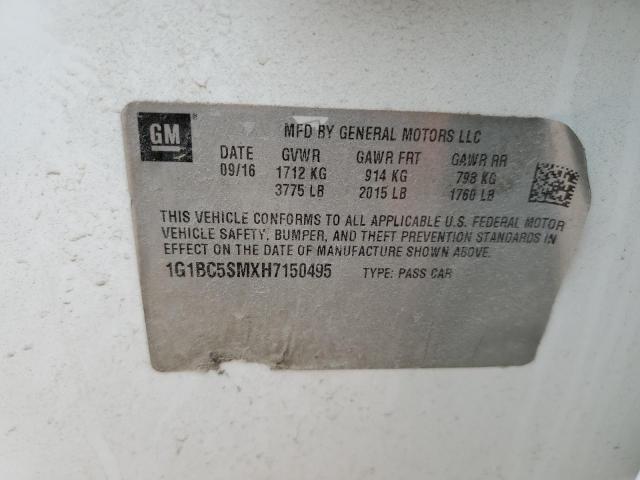 GM
MFD BY GENERAL MOTORS LLC
DATE GVWR GAWR FRT GAWR RR
09/16 1712 KG 914 KG 798 KG
3775 LB 2015 LB 1760 LB
THIS VEHICLE CONFORMS TO ALL APPLICABLE U.S. FEDERAL MOTOR
VEHICLE SAFETY, BUMPER, AND THEFT PREVENTION STANDARDS IN
EFFECT ON THE DATE OF MANUFACTURE SHOWN ABOVE.
1G1BC5SMXH7150495 TYPE: PASS CAR